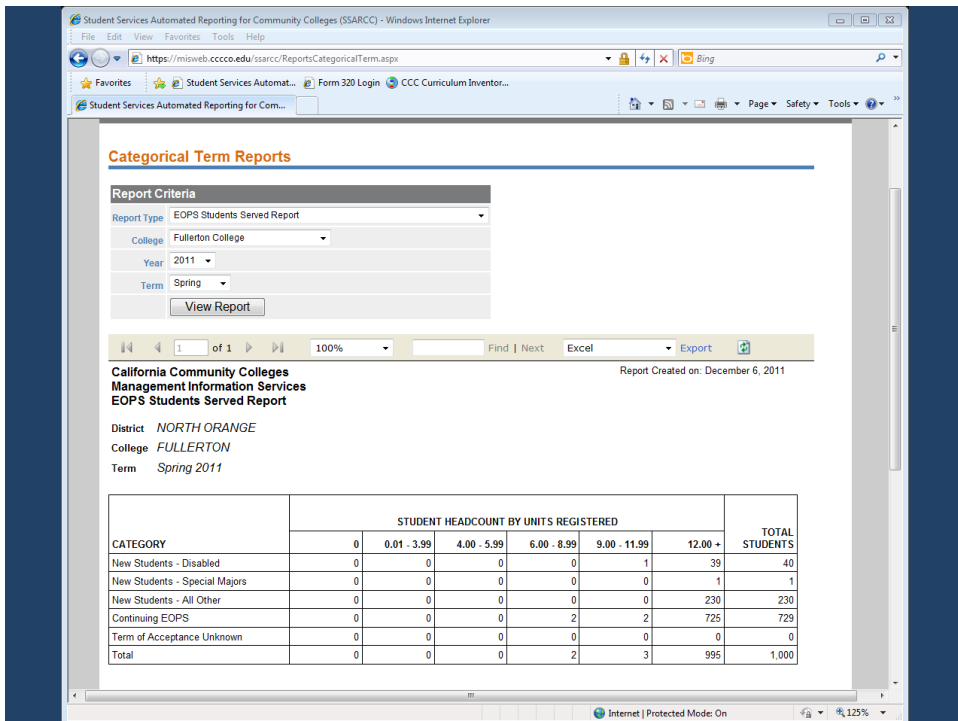 Student Services Automated Reporting for Community Colleges (SSARCC) - Windows Internet Explorer
File Edit View Favorites Tools Help
https://misweb.cccco.edu/ssarcc/ReportsCategoricalTerm.aspx Bing
Favorites Student Services Automat... Form 320 Login CCC Curriculum Inventor...
Student Services Automated Reporting for Com... Page Safety Tools »
Categorical Term Reports
Report Criteria
Report Type EOPS Students Served Report
College Fullerton College
Year 2011
Term Spring
View Report
1 of 1 100% Find | Next Excel Export
California Community Colleges Report Created on: December 6, 2011
Management Information Services
EOPS Students Served Report
District NORTH ORANGE
College FULLERTON
Term Spring 2011
STUDENT HEADCOUNT BY UNITS REGISTERED
TOTAL
CATEGORY 0 0.01 - 3.99 4.00 - 5.99 6.00 - 8.99 9.00 - 11.99 12.00 + STUDENTS
New Students - Disabled 0 0 0 0 1 39 40
New Students - Special Majors 0 0 0 0 0 1 1
New Students - All Other 0 0 0 0 0 230 230
Continuing EOPS 0 0 0 2 2 725 729
Term of Acceptance Unknown 0 0 0 0 0 0 0
Total 0 0 0 2 3 995 1,000
Internet | Protected Mode: On 125%